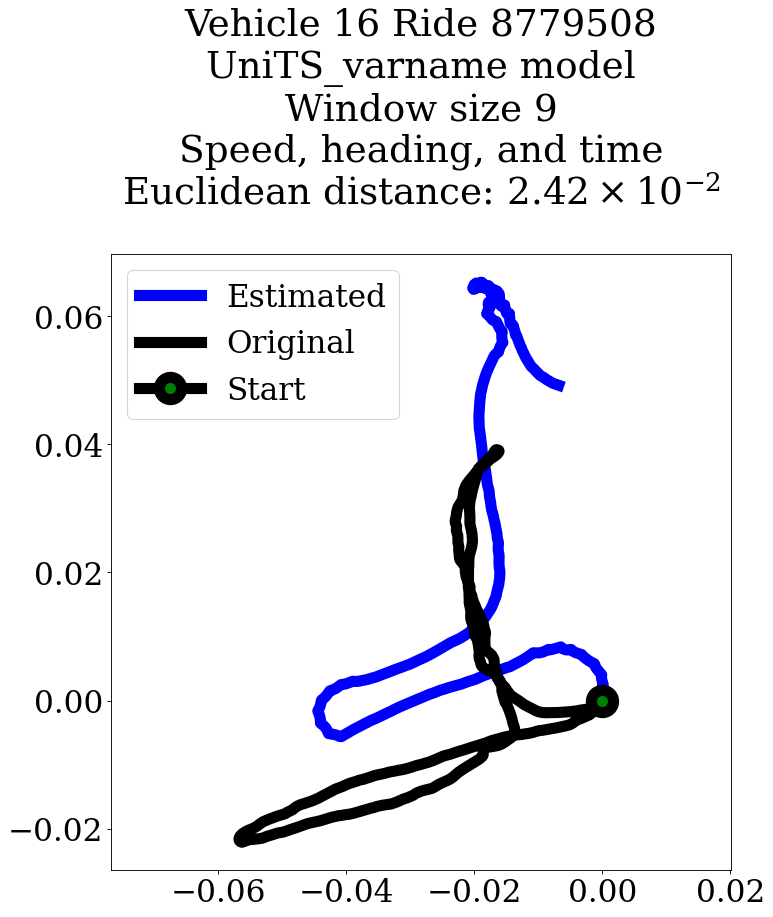 Vehicle 16 Ride 8779508
UniTS_varname model
Window size 9
Speed, heading, and time
Euclidean distance: 2.42 × 10⁻²
Estimated
Original
Start
0.06
0.04
0.02
0.00
−0.02
−0.06 −0.04 −0.02 0.00 0.02